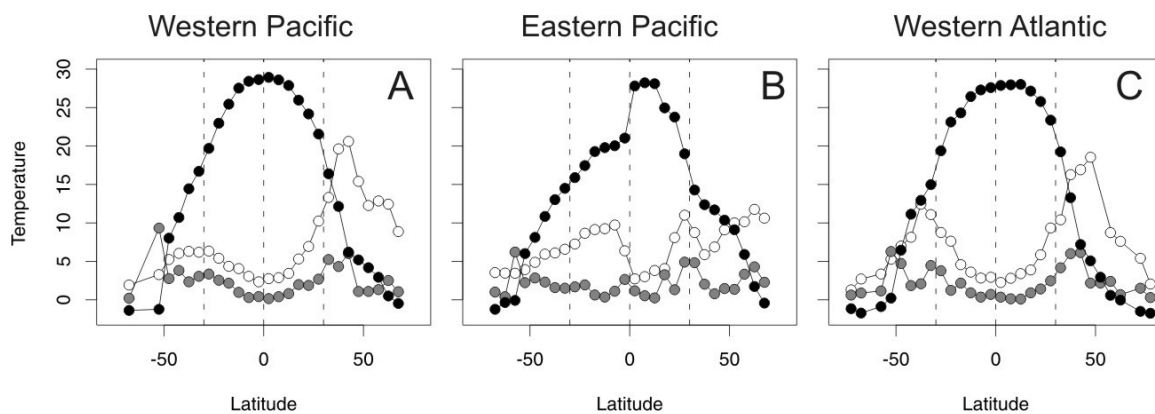 Western Pacific Eastern Pacific Western Atlantic
A B C
30
25
20
15
10
5
0
Temperature
-50 0 50 -50 0 50 -50 0 50
Latitude Latitude Latitude